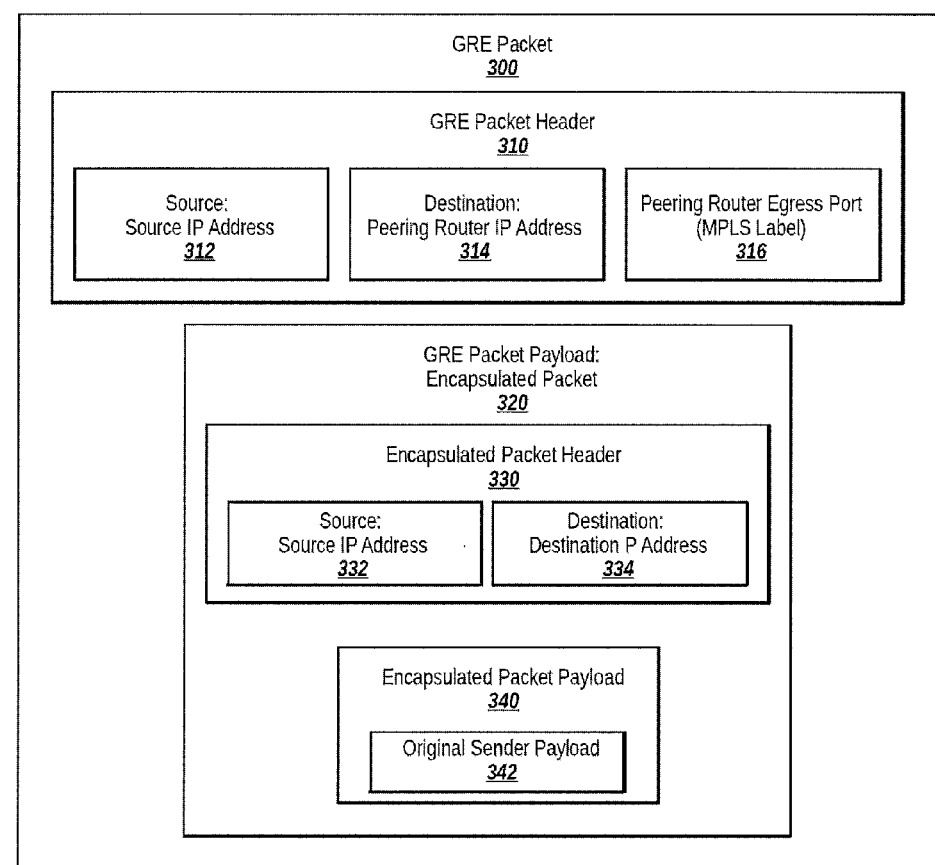 GRE Packet
300
GRE Packet Header
310
Source:
Source IP Address
312
Destination:
Peering Router IP Address
314
Peering Router Egress Port
(MPLS Label)
316
GRE Packet Payload:
Encapsulated Packet
320
Encapsulated Packet Header
330
Source:
Source IP Address
332
Destination:
Destination P Address
334
Encapsulated Packet Payload
340
Original Sender Payload
342